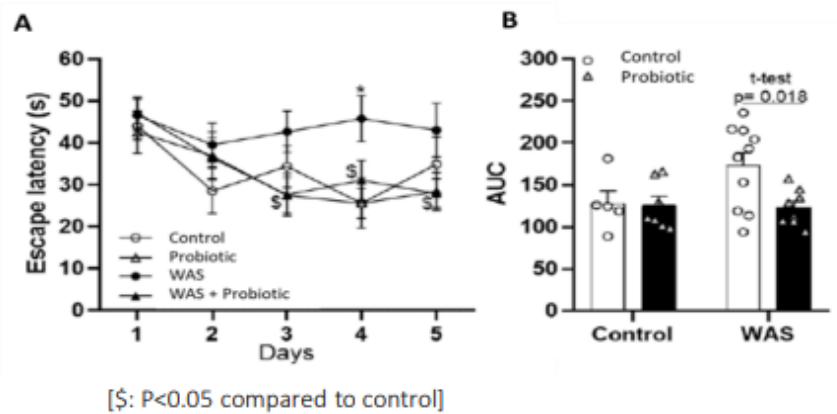 A
Escape latency (s)
60
50
40
30
20
10
0
*
$
$
$
Control
Probiotic
WAS
WAS + Probiotic
1 2 3 4 5
Days
B
AUC
300
250
200
150
100
50
0
Control
Probiotic
t-test
p= 0.018
Control WAS
[$: P<0.05 compared to control]